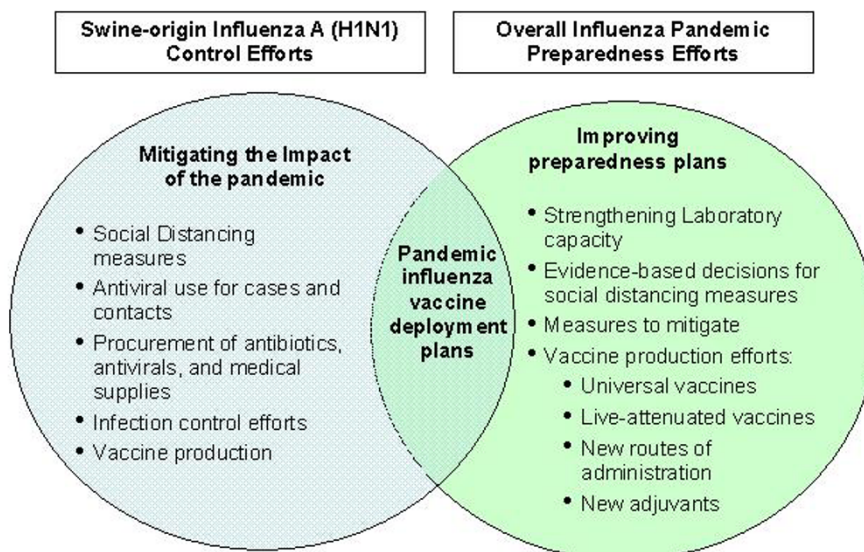 Swine-origin Influenza A (H1N1)
Control Efforts
Overall Influenza Pandemic
Preparedness Efforts
Mitigating the Impact
of the pandemic
• Social Distancing
measures
• Antiviral use for cases and
contacts
• Procurement of antibiotics,
antivirals, and medical
supplies
• Infection control efforts
• Vaccine production
Pandemic
influenza
vaccine
deployment
plans
Improving
preparedness plans
• Strengthening Laboratory
capacity
• Evidence-based decisions for
social distancing measures
• Measures to mitigate
• Vaccine production efforts:
• Universal vaccines
• Live-attenuated vaccines
• New routes of
administration
• New adjuvants